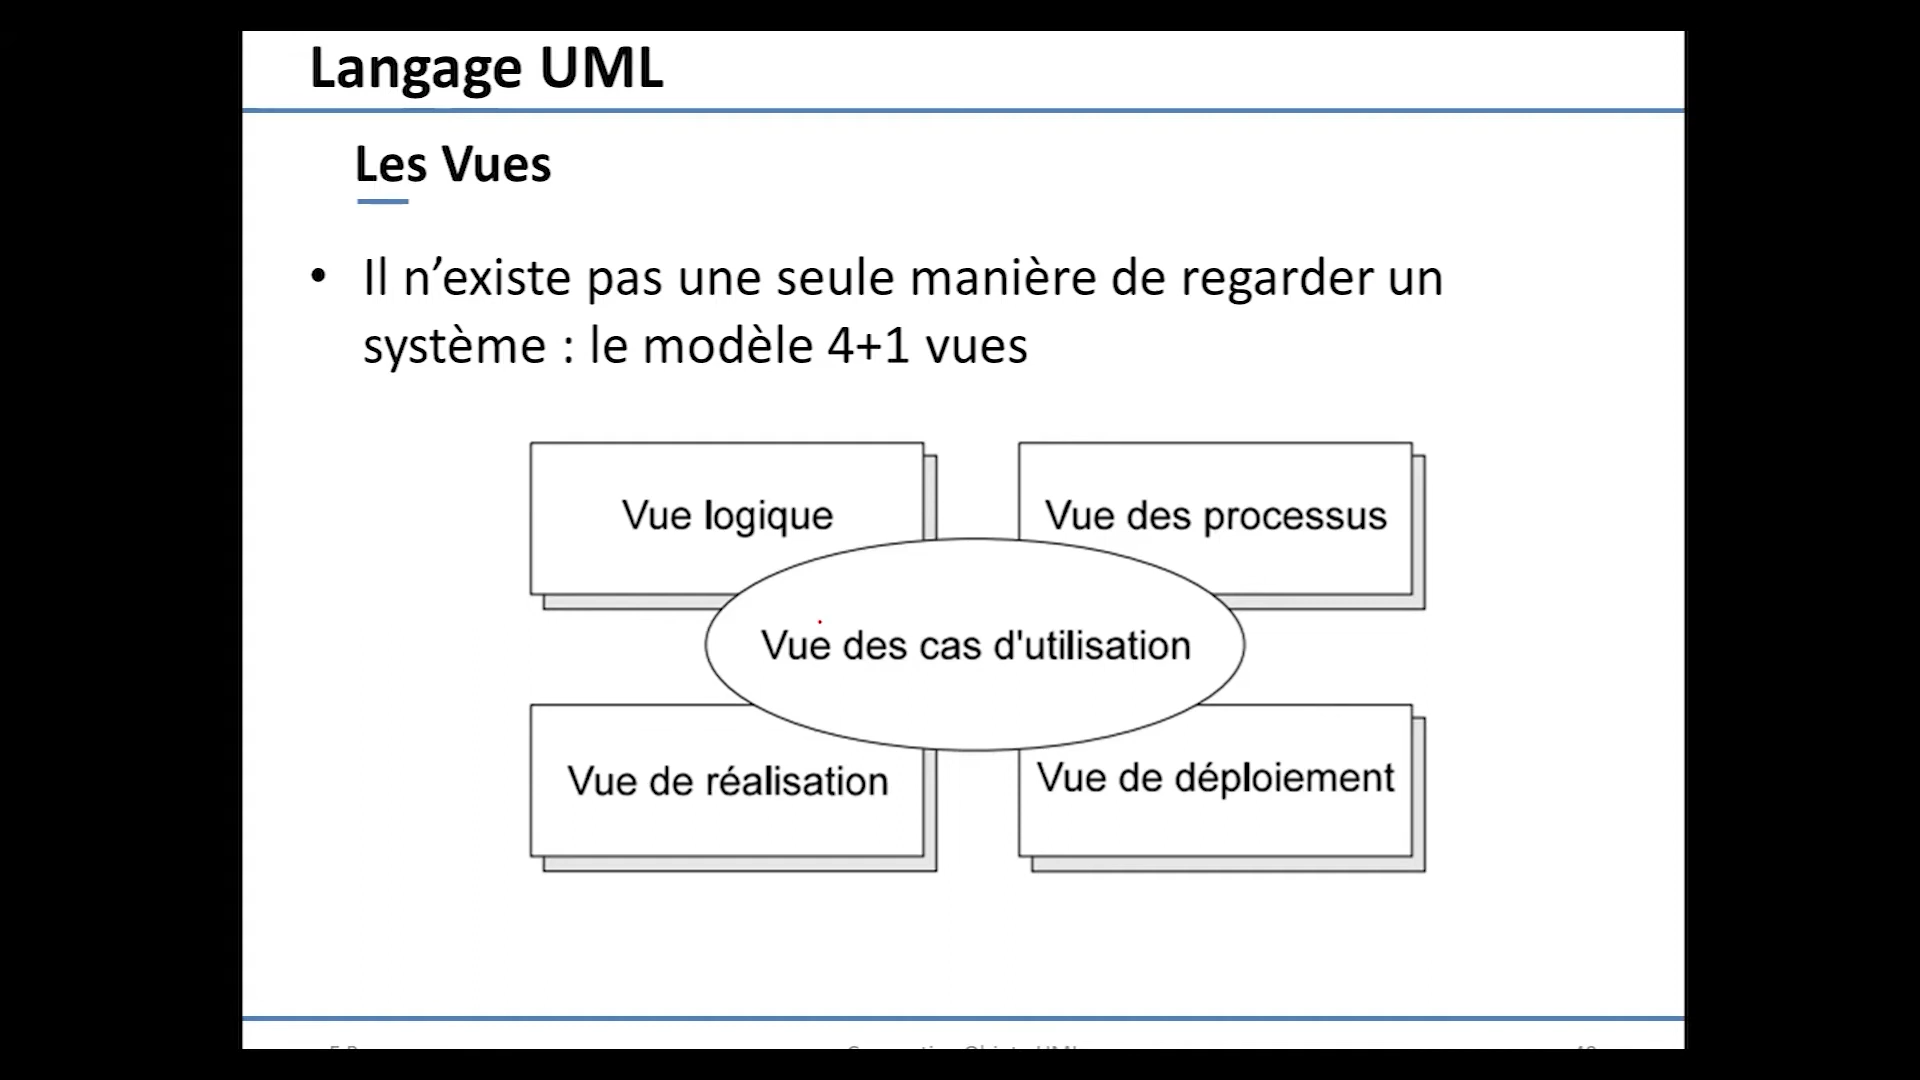 Langage UML
Les Vues
• Il n’existe pas une seule manière de regarder un
système : le modèle 4+1 vues
Vue logique
Vue des processus
Vue des cas d'utilisation
Vue de réalisation
Vue de déploiement